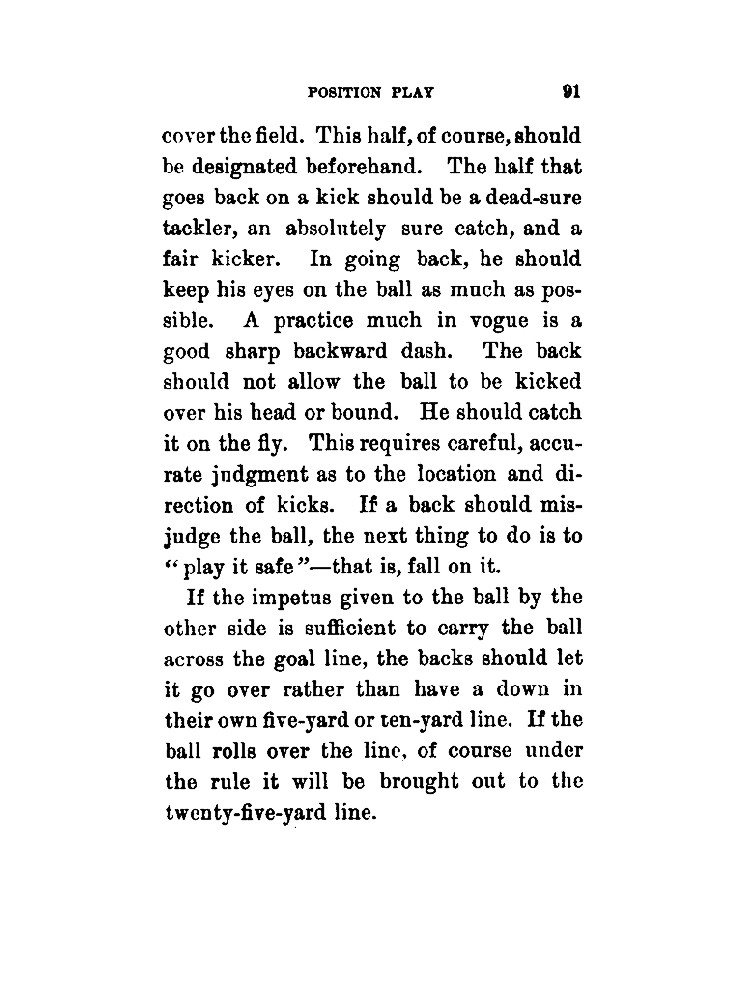 POSITION PLAY 91
cover the field. This half, of course, should
be designated beforehand. The half that
goes back on a kick should be a dead-sure
tackler, an absolutely sure catch, and a
fair kicker. In going back, he should
keep his eyes on the ball as much as pos-
sible. A practice much in vogue is a
good sharp backward dash. The back
should not allow the ball to be kicked
over his head or bound. He should catch
it on the fly. This requires careful, accu-
rate judgment as to the location and di-
rection of kicks. If a back should mis-
judge the ball, the next thing to do is to
“play it safe”—that is, fall on it.
If the impetus given to the ball by the
other side is sufficient to carry the ball
across the goal line, the backs should let
it go over rather than have a down in
their own five-yard or ten-yard line. If the
ball rolls over the line, of course under
the rule it will be brought out to the
twenty-five-yard line.